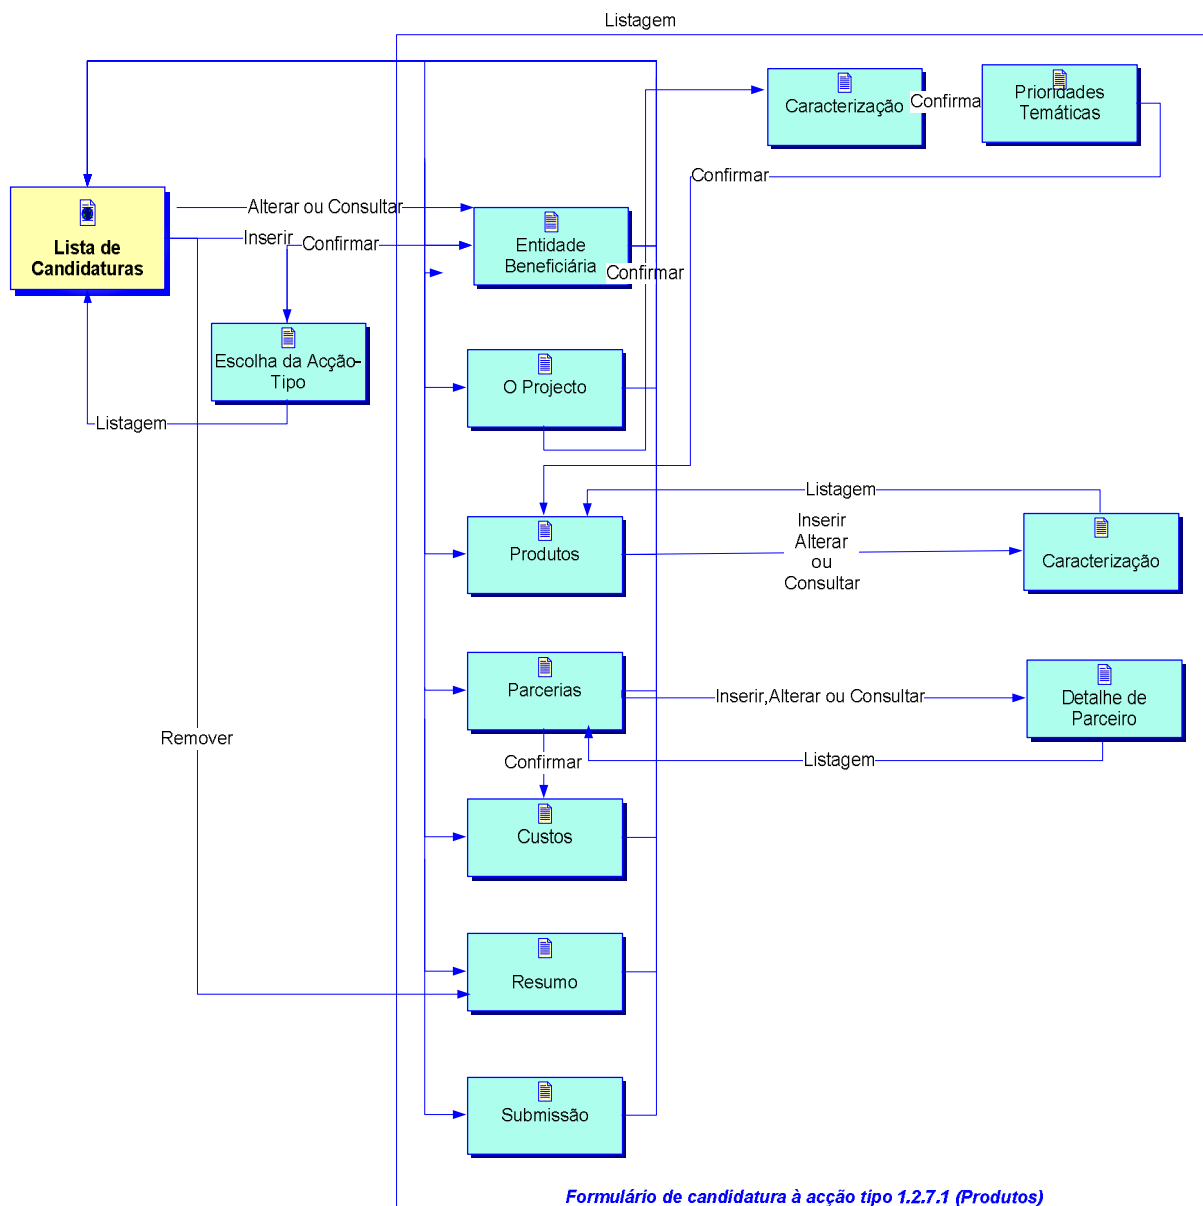 Listagem
Caracterização
Confirma
Prioridades
Temáticas
Confirmar
Alterar ou Consultar
Inserir
Confirmar
Lista de
Candidaturas
Entidade
Beneficiária
Confirmar
Escolha da Acção-
Tipo
Listagem
O Projecto
Listagem
Produtos
Inserir
Alterar
ou
Consultar
Caracterização
Parcerias
Inserir,Alterar ou Consultar
Detalhe de
Parceiro
Remover
Confirmar
Listagem
Custos
Resumo
Submissão
Formulário de candidatura à acção tipo 1.2.7.1 (Produtos)